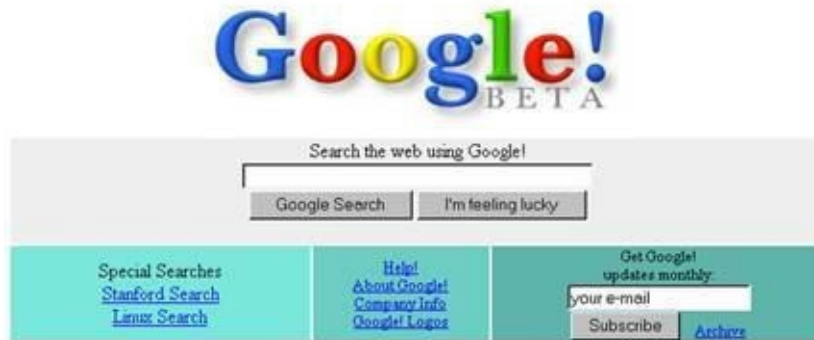 Google!
BETA
Search the web using Google!
Google Search I'm feeling lucky
Special Searches
Stanford Search
Linux Search
Help!
About Google!
Company Info
Google! Logos
Get Google!
updates monthly:
your e-mail
Subscribe Archive